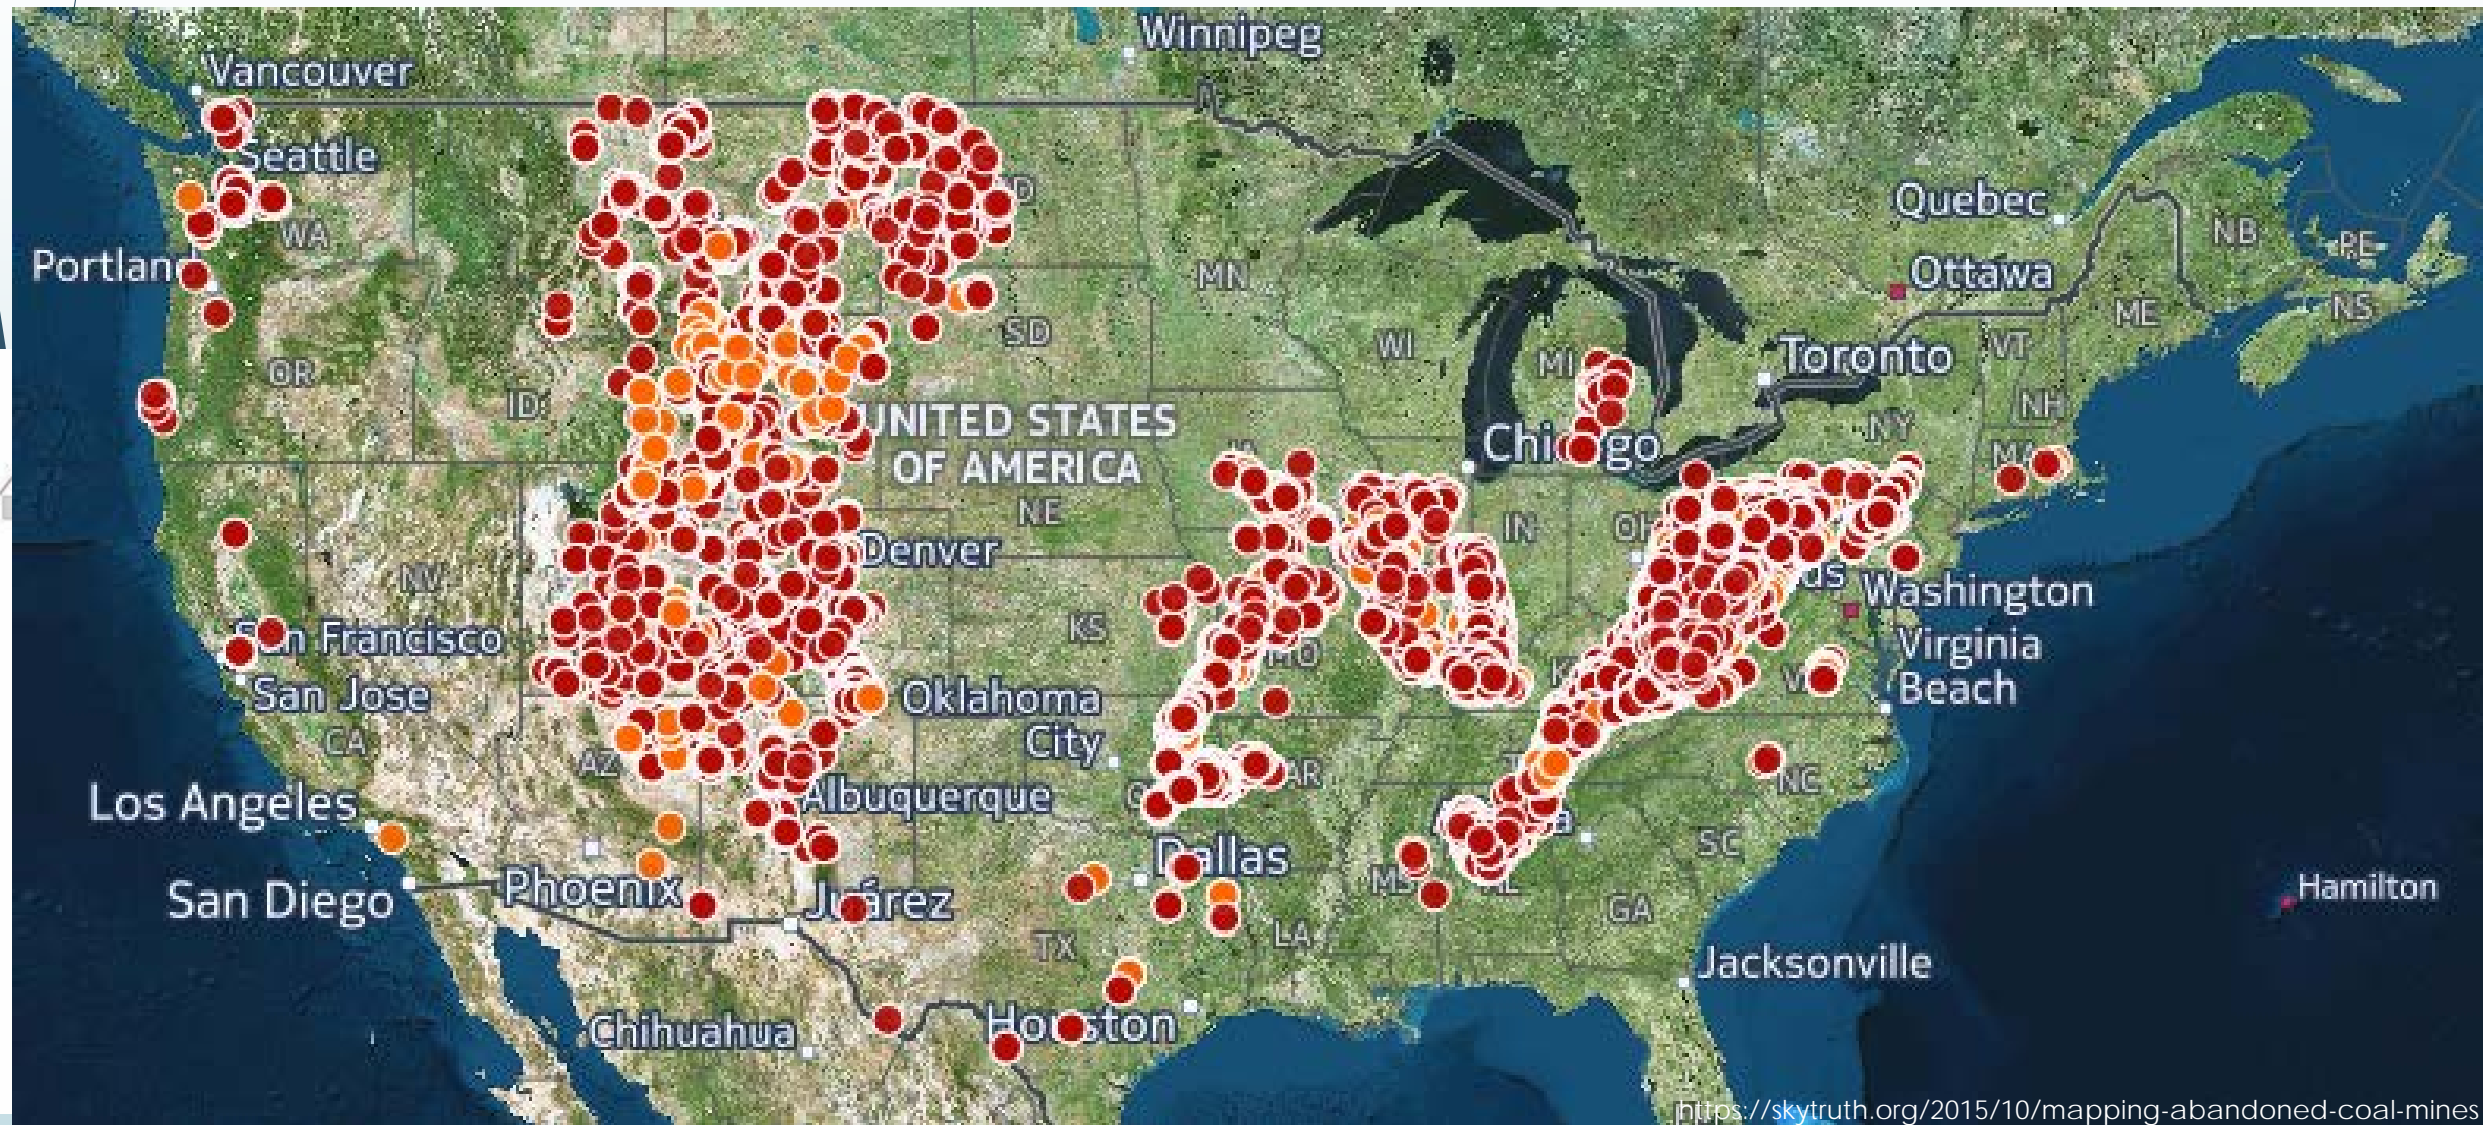 Winnipeg
Vancouver
Seattle
Quebec
WA
NB
PE
Portland
MN
Ottawa
ME
NS
SD
WI
MI
Toronto
VT
OR
ID
NH
UNITED STATES
OF AMERICA
NY
Chicago
MA
NE
IN
OH
Denver
NV
Washington
KS
San Francisco
MO
Virginia
Beach
San Jose
Oklahoma
City
CA
AZ
AR
NC
Los Angeles
Albuquerque
SC
Dallas
Phoenix
MS
AL
San Diego
Juárez
GA
Hamilton
TX
LA
Jacksonville
Chihuahua
Houston
https://skytruth.org/2015/10/mapping-abandoned-coal-mines